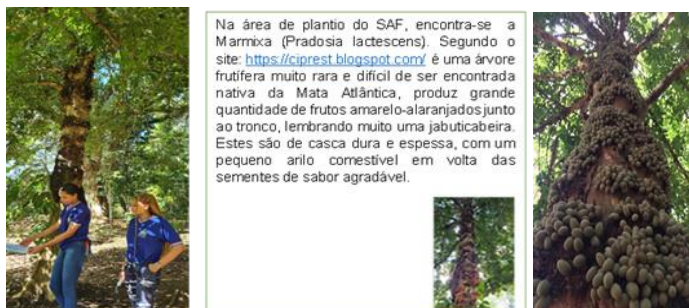 Na área de plantio do SAF, encontra-se a
Marmixa (Pradosia lactescens). Segundo o
site: https://ciprest.blogspot.com/ é uma árvore
frutífera muito rara e difícil de ser encontrada
nativa da Mata Atlântica, produz grande
quantidade de frutos amarelo-alaranjados junto
ao tronco, lembrando muito uma jabuticabeira.
Estes são de casca dura e espessa, com um
pequeno arilo comestível em volta das
sementes de sabor agradável.